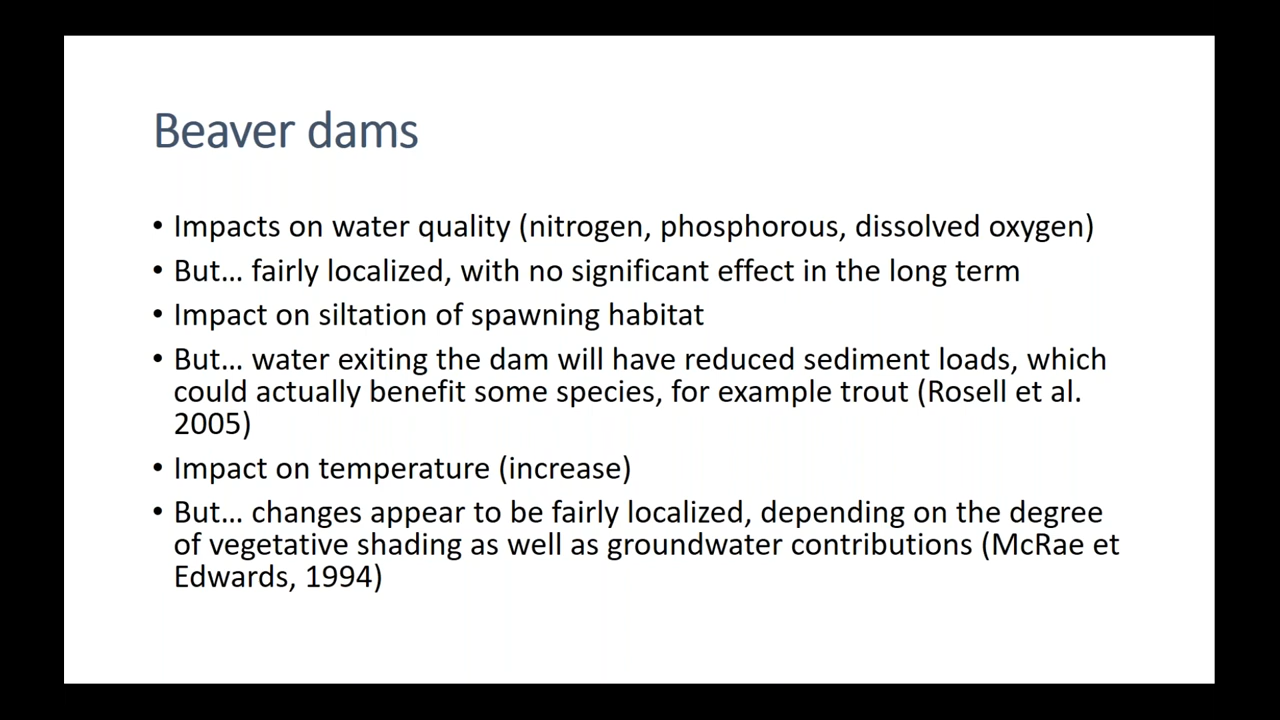 Beaver dams
• Impacts on water quality (nitrogen, phosphorous, dissolved oxygen)
• But... fairly localized, with no significant effect in the long term
• Impact on siltation of spawning habitat
• But... water exiting the dam will have reduced sediment loads, which
could actually benefit some species, for example trout (Rosell et al.
2005)
• Impact on temperature (increase)
• But... changes appear to be fairly localized, depending on the degree
of vegetative shading as well as groundwater contributions (McRae et
Edwards, 1994)